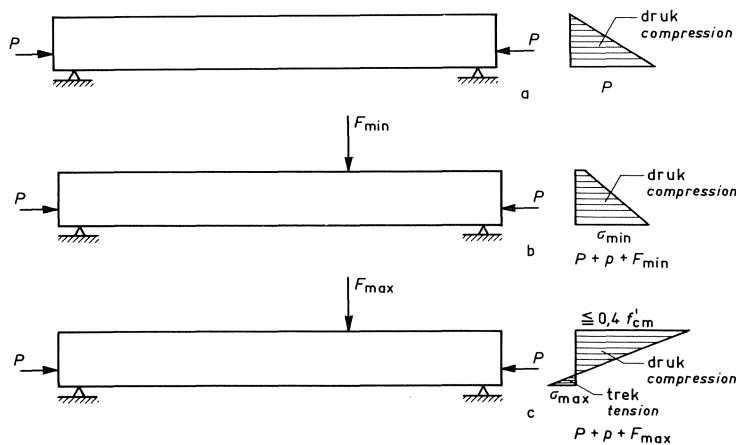 druk
compression
P
P
a
P
F min
druk
compression
P
P
σ min
b
P + p + F min
F max
≦ 0,4 f'cm
P
P
druk
compression
σ max
trek
tension
c
P + p + F max